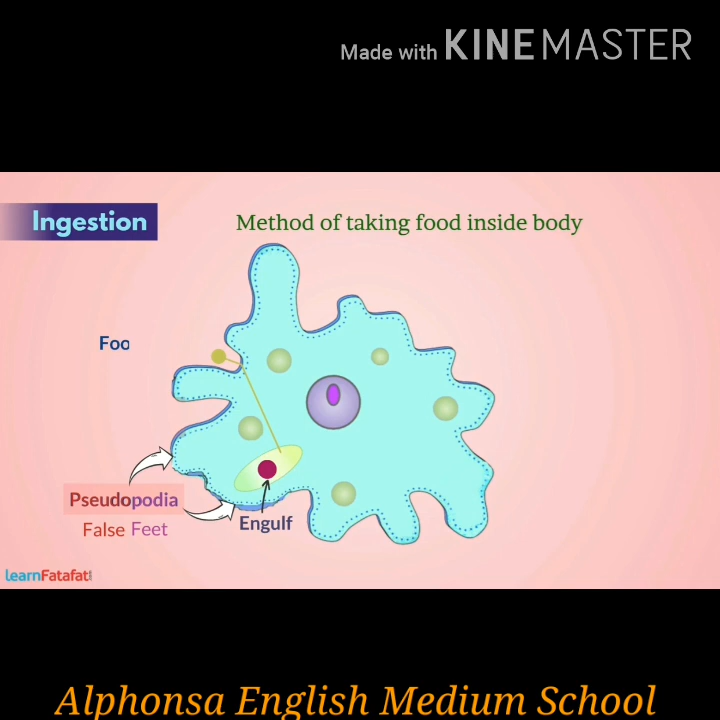 Made with KINEMASTER
Ingestion
Method of taking food inside body
Foo
Pseudopodia
False Feet
Engulf
learnFatafat
Alphonsa English Medium School